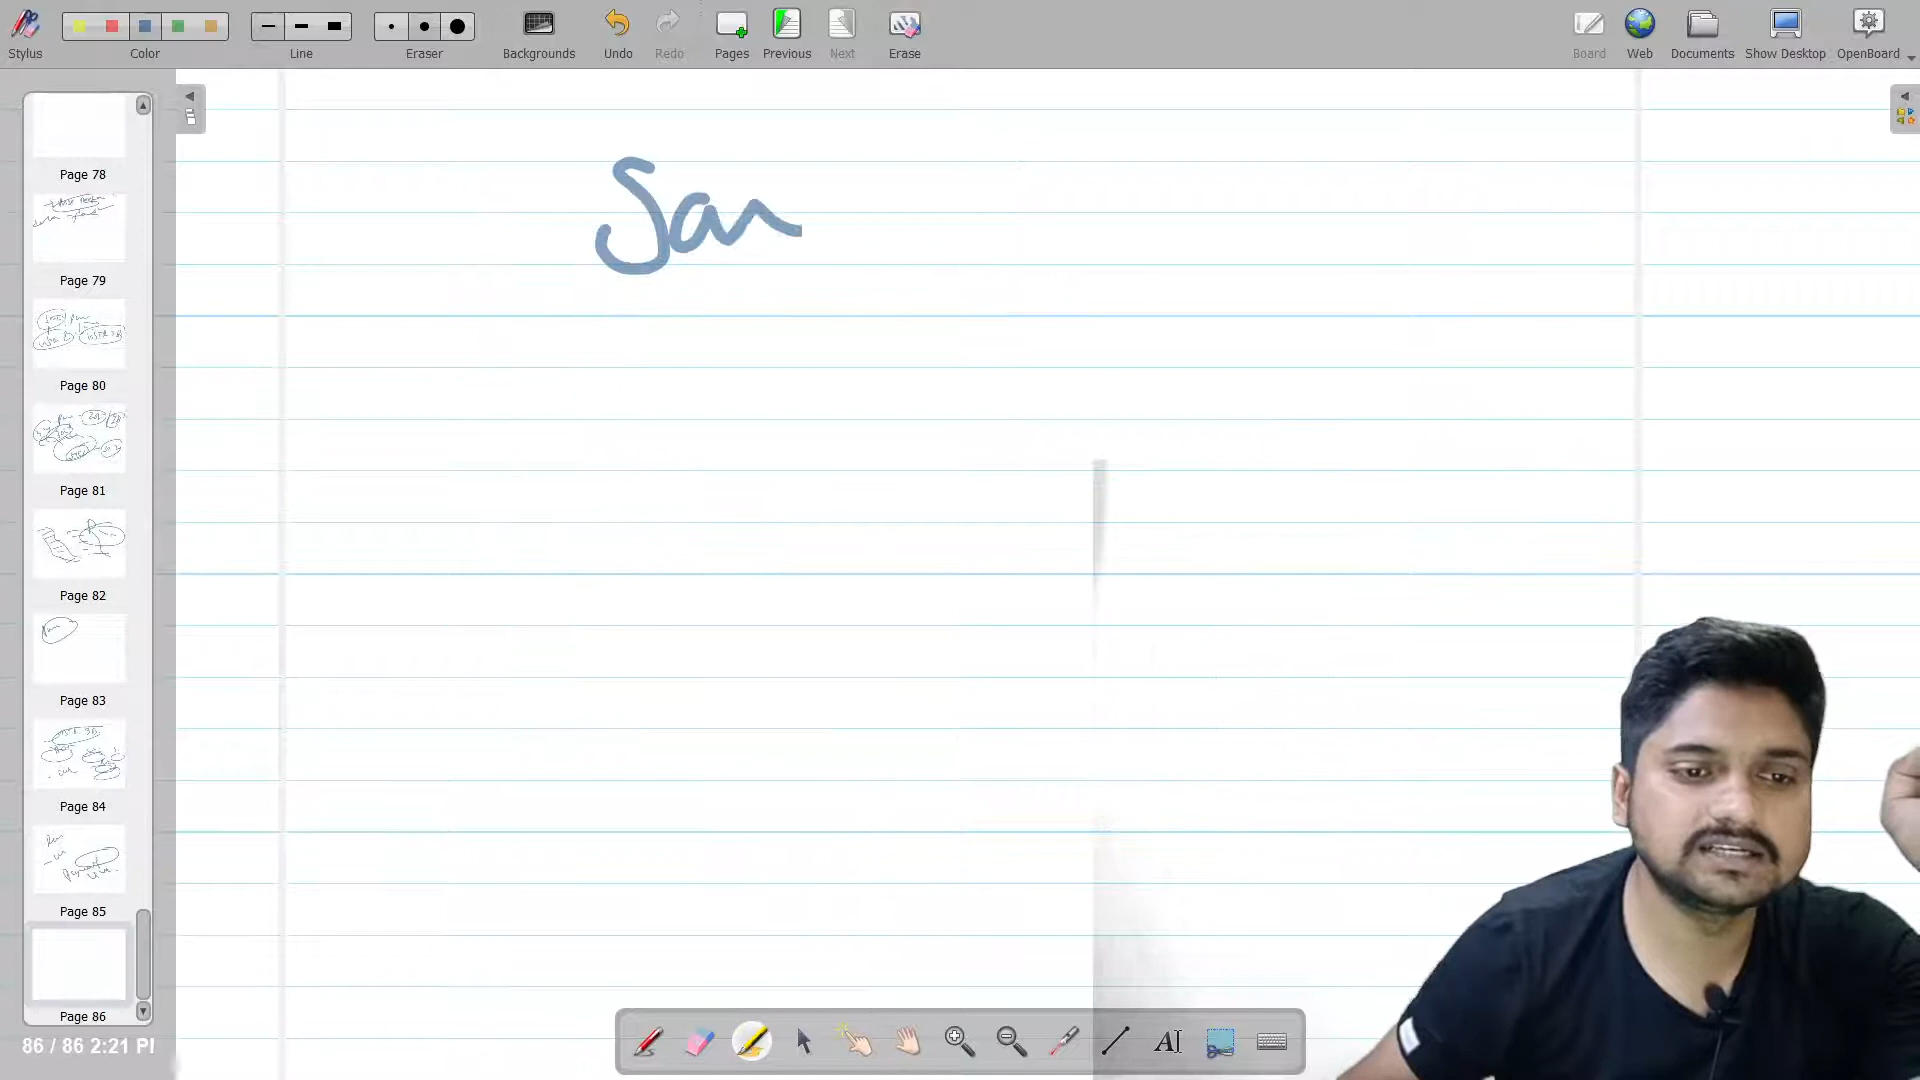 Stylus
Color
Line
Eraser
Backgrounds
Undo
Redo
Pages
Previous
Next
Erase
Board
Web
Documents
Show Desktop
OpenBoard
San
Page 78
Page 79
Page 80
Page 81
Page 82
Page 83
Page 84
Page 85
Page 86
86 / 86 2:21 PI